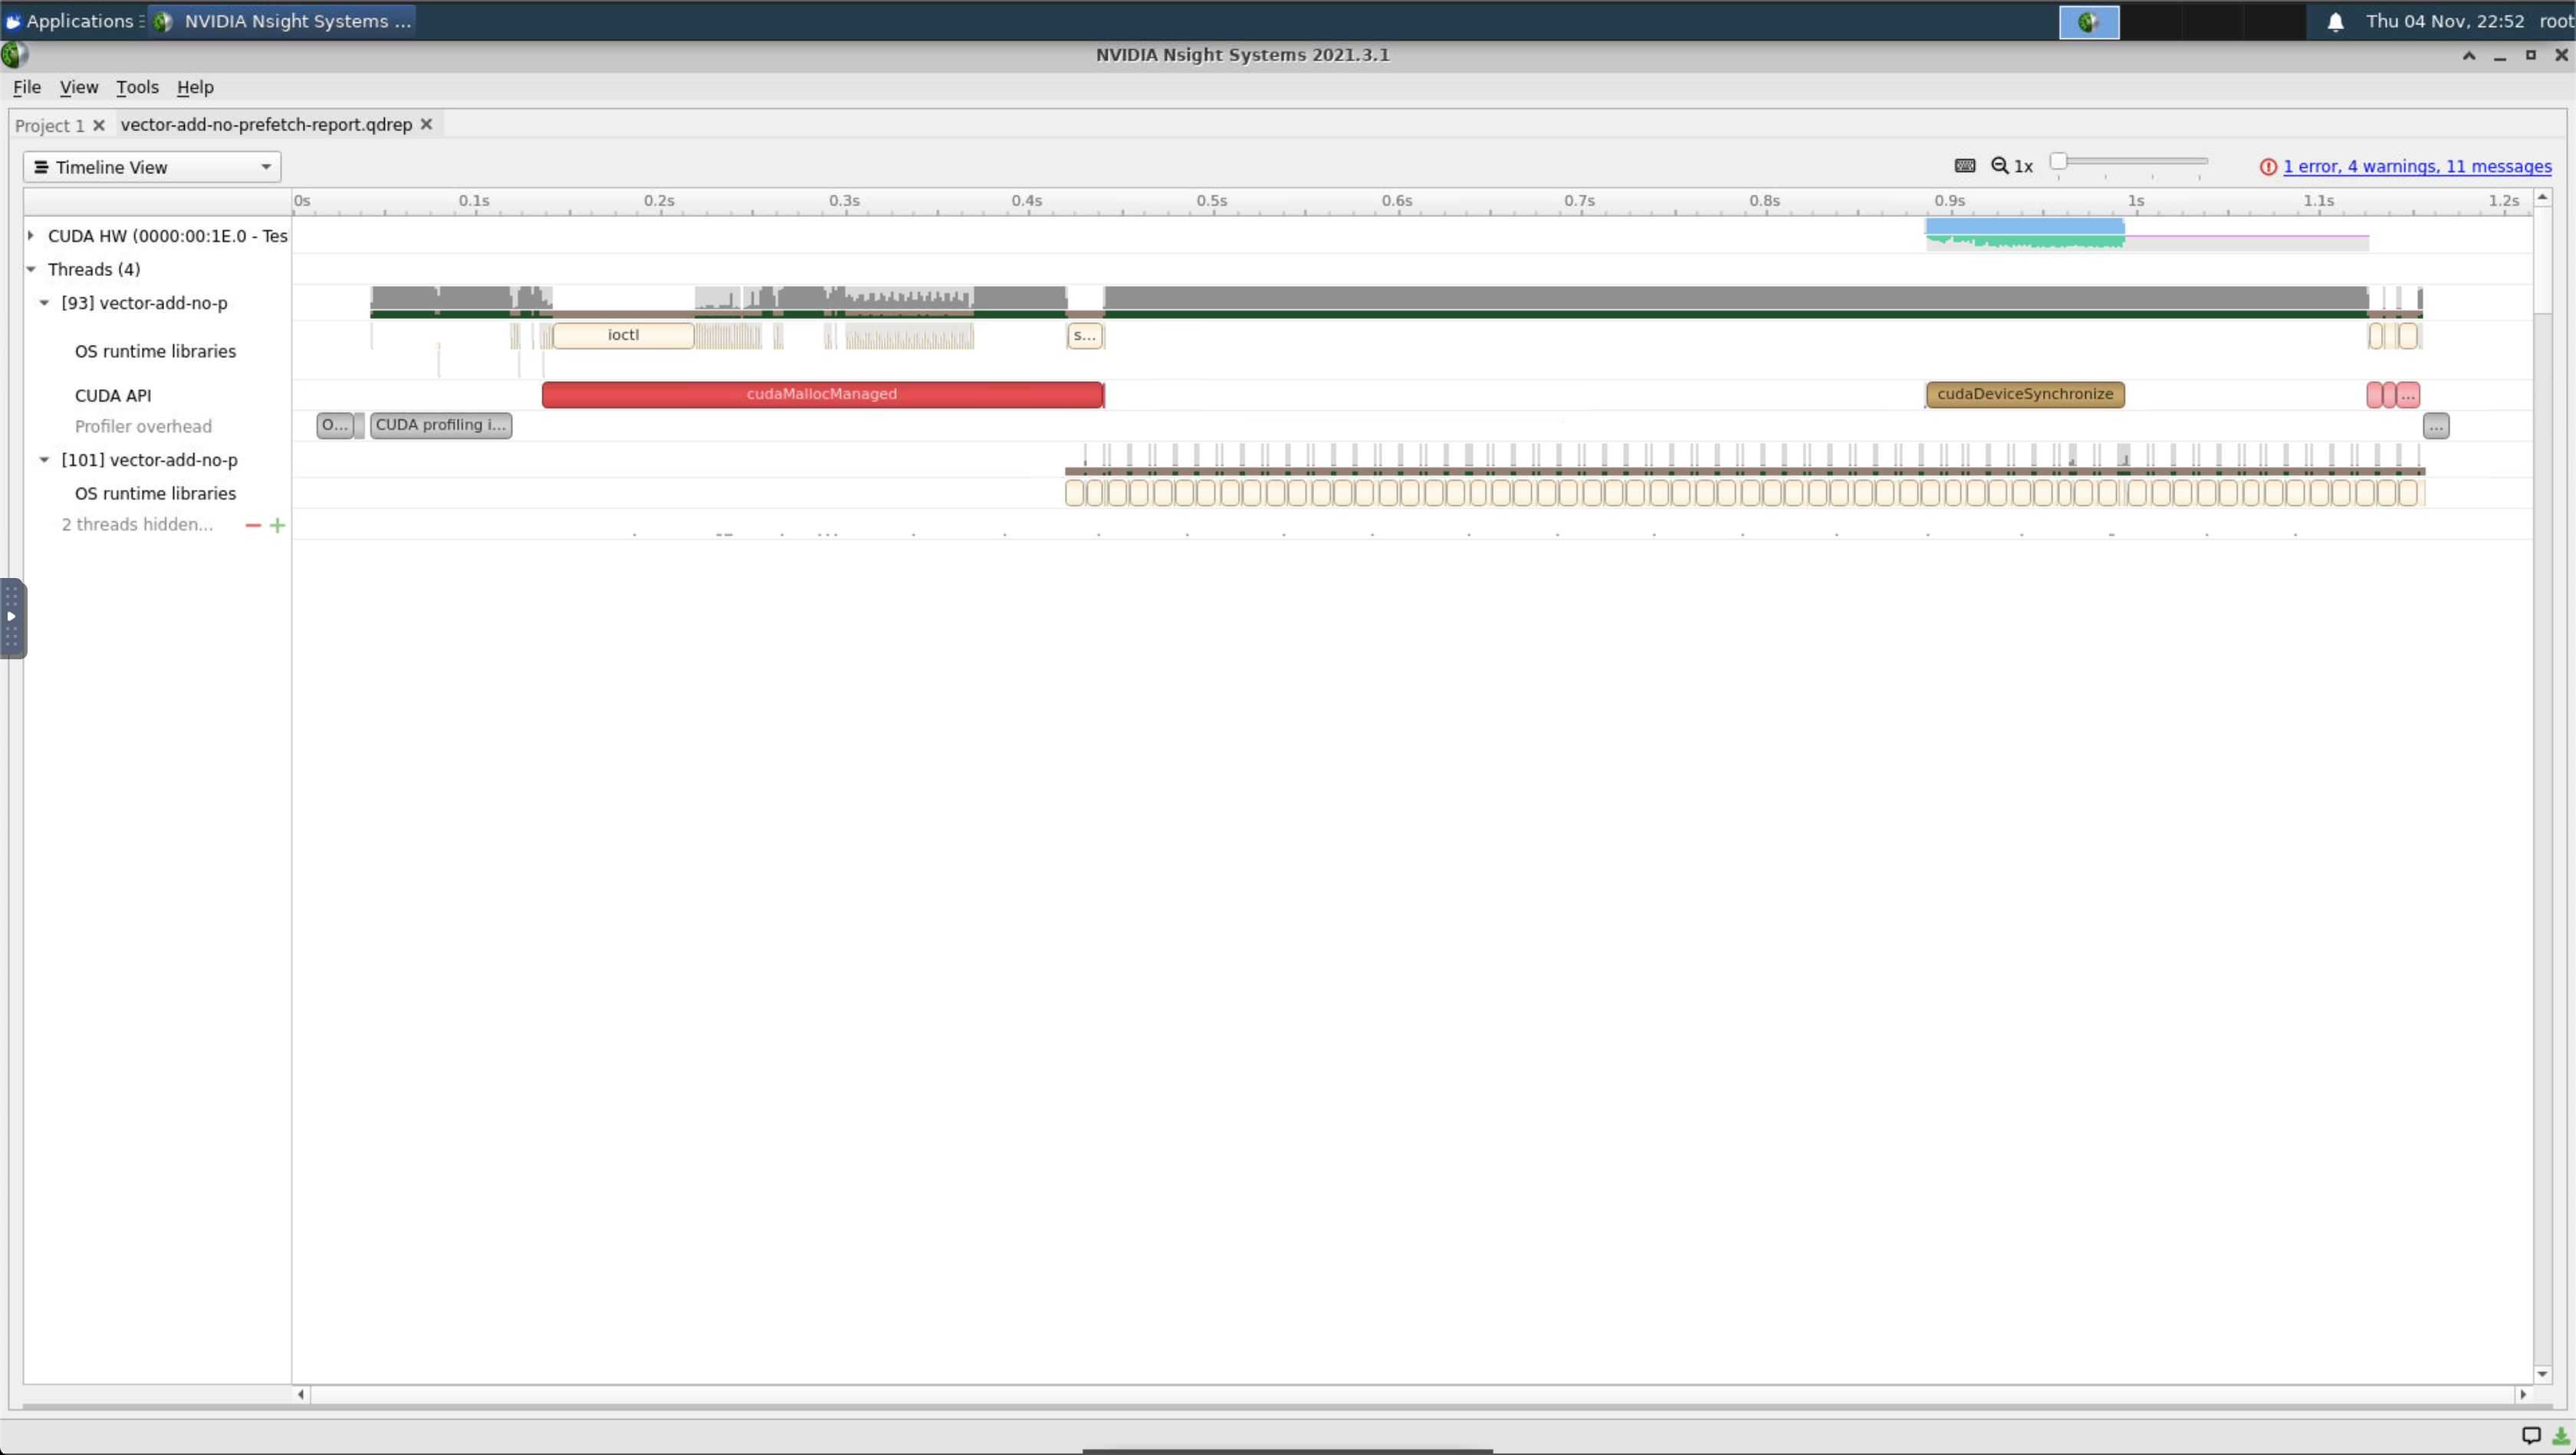 Applications NVIDIA Nsight Systems ... Thu 04 Nov, 22:52 root
NVIDIA Nsight Systems 2021.3.1
File View Tools Help
Project 1 vector-add-no-prefetch-report.qdrep
Timeline View 1x 1 error, 4 warnings, 11 messages
0s 0.1s 0.2s 0.3s 0.4s 0.5s 0.6s 0.7s 0.8s 0.9s 1s 1.1s 1.2s
CUDA HW (0000:00:1E.0 - Tes
Threads (4)
[93] vector-add-no-p
OS runtime libraries ioctl s...
CUDA API cudaMallocManaged cudaDeviceSynchronize ...
Profiler overhead O... CUDA profiling i... ...
[101] vector-add-no-p
OS runtime libraries
2 threads hidden...